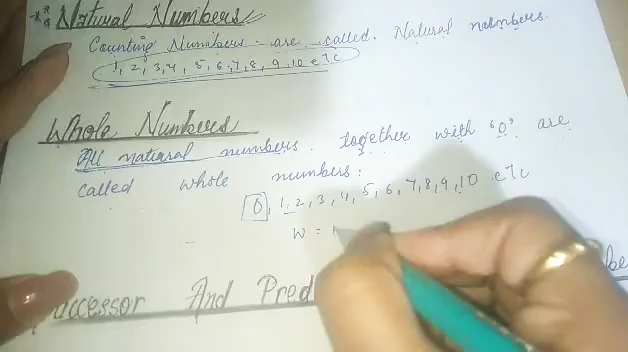 ** Natural Numbers
Counting Numbers are called Natural numbers.
1, 2, 3, 4, 5, 6, 7, 8, 9, 10 etc
Whole Numbers
All natural numbers together with '0' are
called whole numbers:
0, 1, 2, 3, 4, 5, 6, 7, 8, 9, 10 etc
W =
uccessor And Pred
be